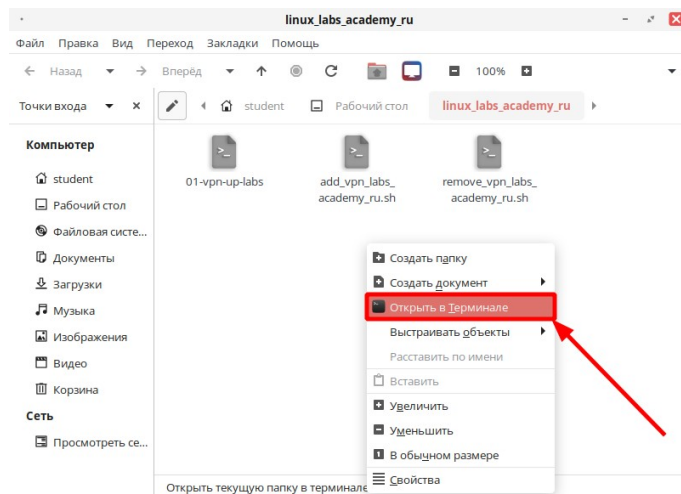 linux_labs_academy_ru
Файл Правка Вид Переход Закладки Помощь
Назад Вперёд 100%
Точки входа student Рабочий стол linux_labs_academy_ru
Компьютер
student
Рабочий стол
Файловая систе...
Документы
Загрузки
Музыка
Изображения
Видео
Корзина
Сеть
Просмотреть се...
01-vpn-up-labs
add_vpn_labs_
academy_ru.sh
remove_vpn_labs_
academy_ru.sh
Создать папку
Создать документ
Открыть в Терминале
Выстраивать объекты
Расставить по имени
Вставить
Увеличить
Уменьшить
В обычном размере
Свойства
Открыть текущую папку в терминале